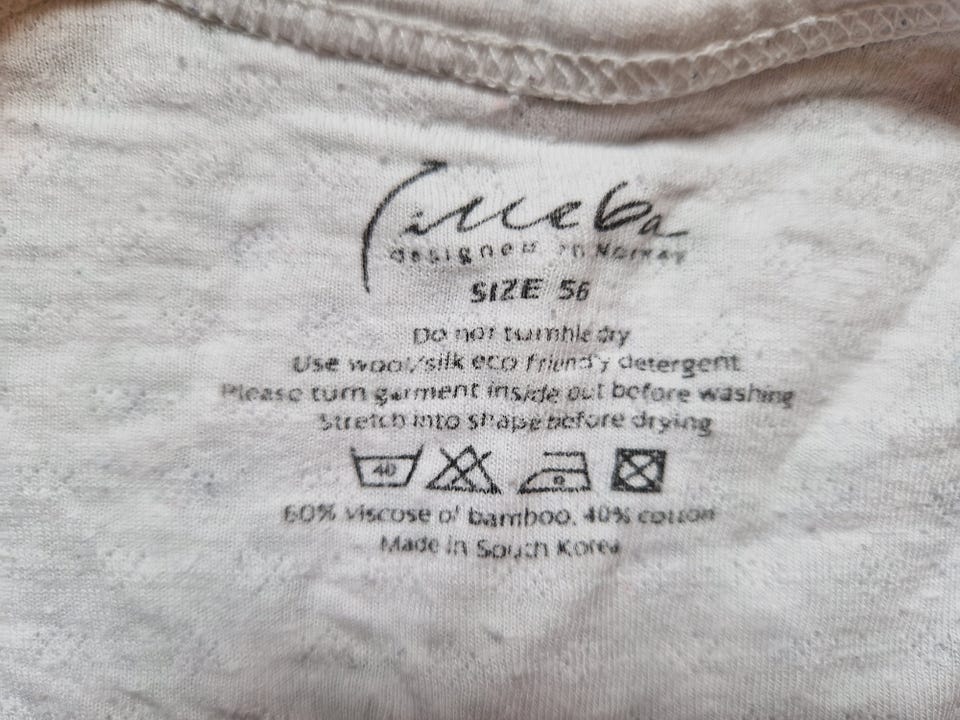 Jilleba
designed in Norway
SIZE 56
Do not tumble dry
Use wool/silk eco friendly detergent
Please turn garment inside out before washing
Stretch into shape before drying
40
60% viscose of bamboo, 40% cotton
Made in South Korea